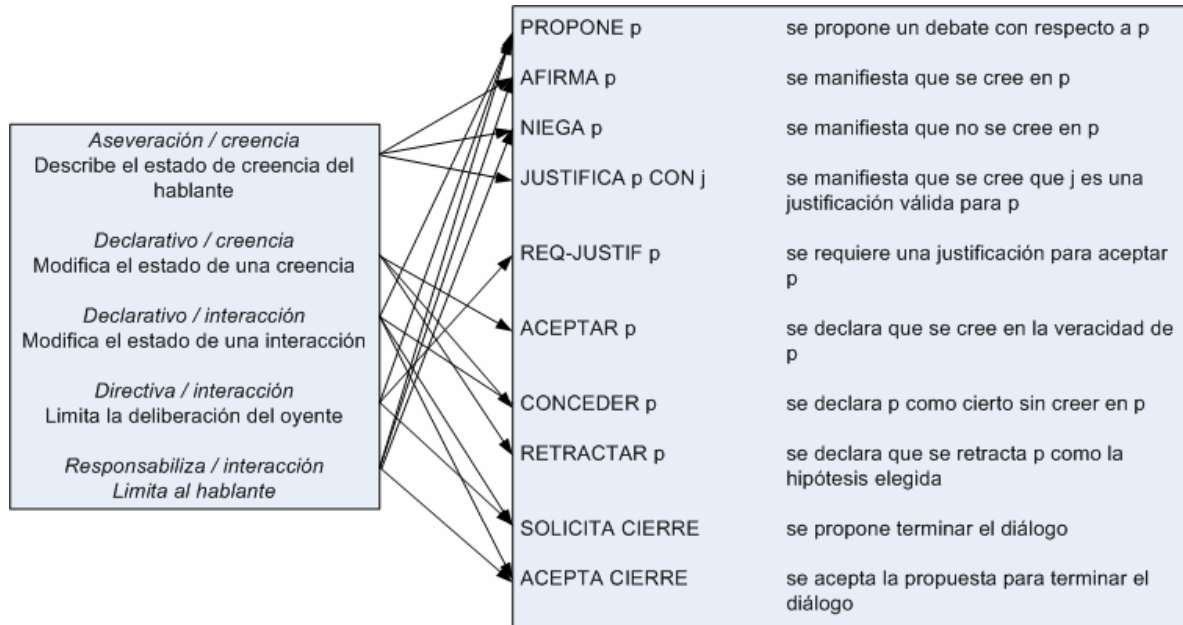 Aseveración / creencia
Describe el estado de creencia del
hablante
Declarativo / creencia
Modifica el estado de una creencia
Declarativo / interacción
Modifica el estado de una interacción
Directiva / interacción
Limita la deliberación del oyente
Responsabiliza / interacción
Limita al hablante
PROPONE p se propone un debate con respecto a p
AFIRMA p se manifiesta que se cree en p
NIEGA p se manifiesta que no se cree en p
JUSTIFICA p CON j se manifiesta que se cree que j es una
justificación válida para p
REQ-JUSTIF p se requiere una justificación para aceptar
p
ACEPTAR p se declara que se cree en la veracidad de
p
CONCEDER p se declara p como cierto sin creer en p
RETRACTAR p se declara que se retracta p como la
hipótesis elegida
SOLICITA CIERRE se propone terminar el diálogo
ACEPTA CIERRE se acepta la propuesta para terminar el
diálogo